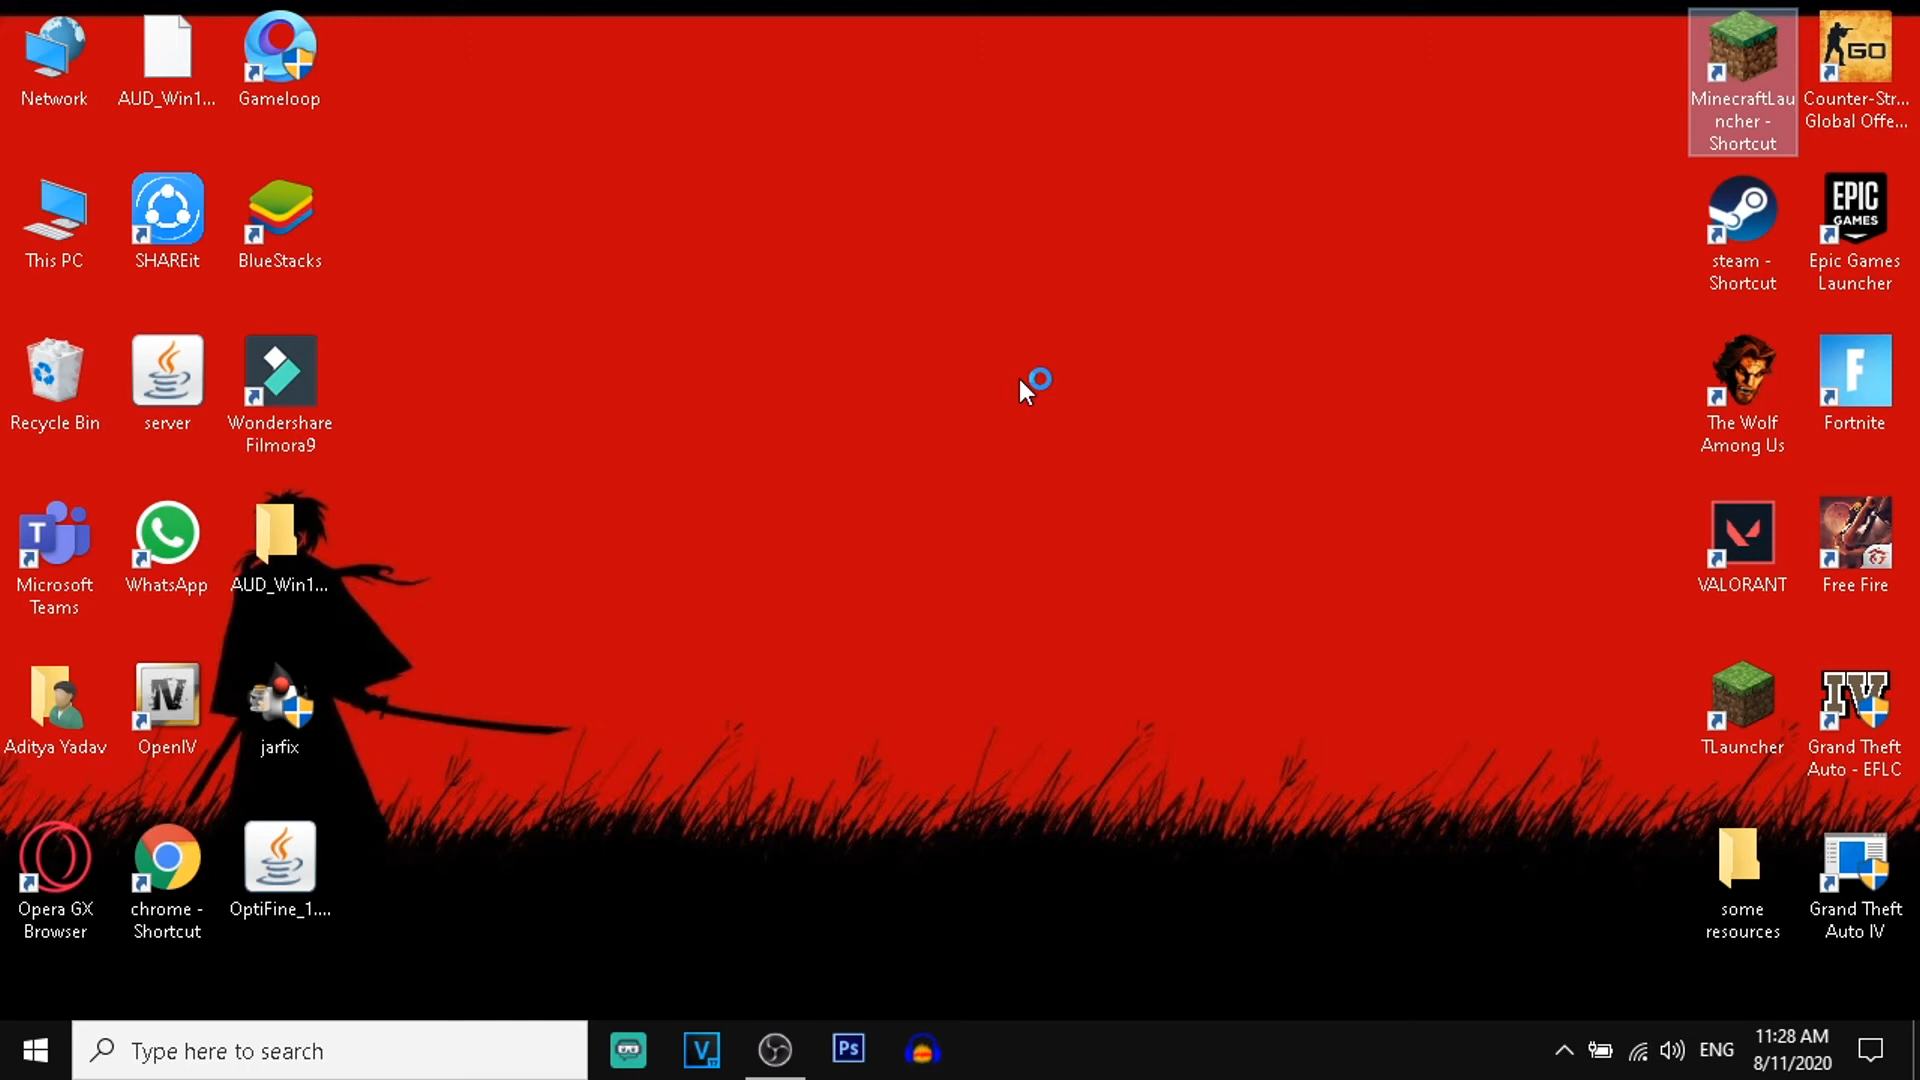 Network
AUD_Win1...
Gameloop
MinecraftLau
ncher -
Shortcut
GO
Counter-Str...
Global Offe...
This PC
SHAREit
BlueStacks
steam -
Shortcut
EPIC
GAMES
Epic Games
Launcher
Recycle Bin
server
Wondershare
Filmora9
The Wolf
Among Us
F
Fortnite
T
Microsoft
Teams
WhatsApp
AUD_Win1...
VALORANT
Free Fire
Aditya Yadav
IV
OpenIV
jarfix
TLauncher
IV
Grand Theft
Auto - EFLC
Opera GX
Browser
chrome -
Shortcut
OptiFine_1....
some
resources
Grand Theft
Auto IV
Type here to search
V
Ps
ENG
11:28 AM
8/11/2020